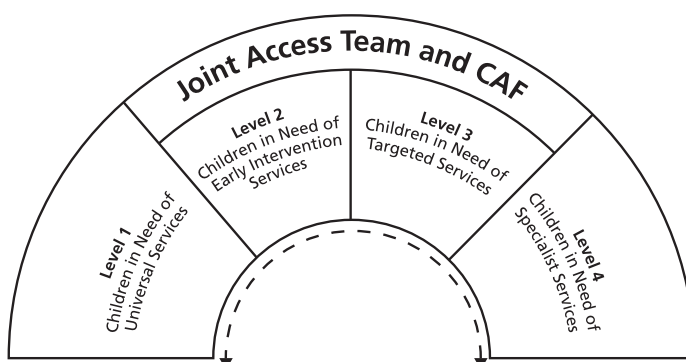 Joint Access Team and CAF
Level 1
Children in Need of
Universal Services
Level 2
Children in Need of
Early Intervention
Services
Level 3
Children in Need of
Targeted Services
Level 4
Children in Need of
Specialist Services